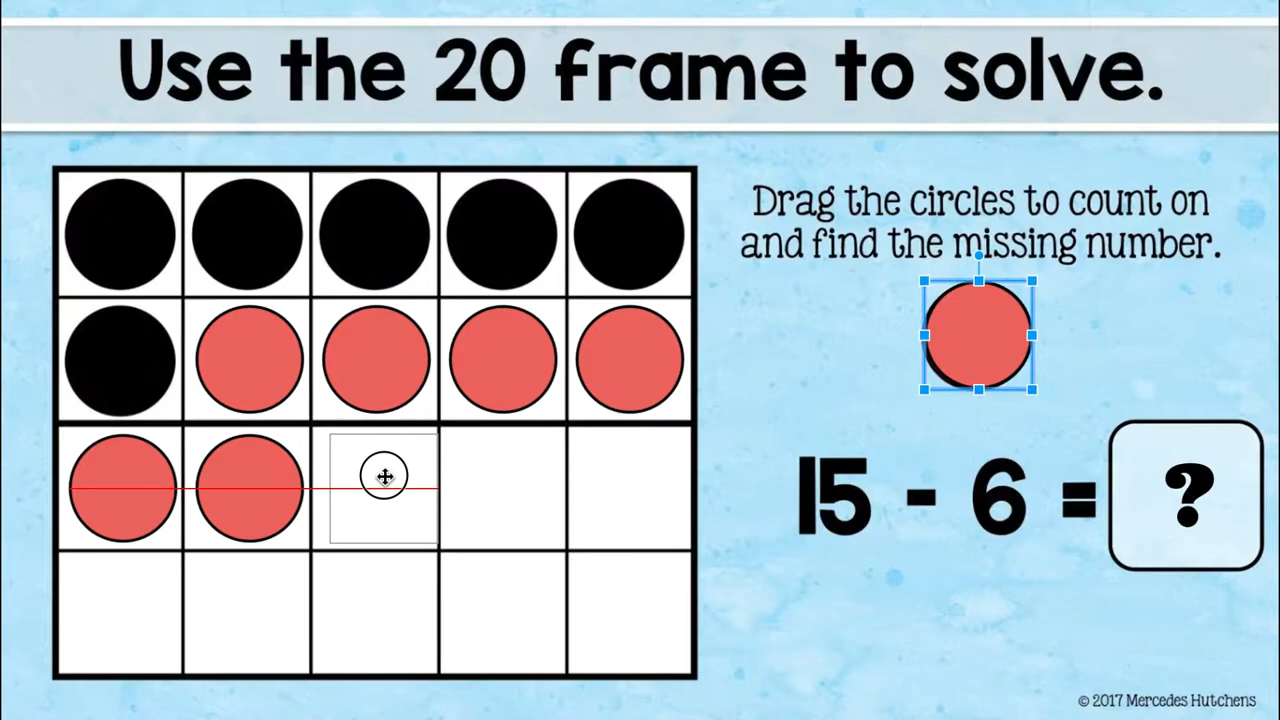 Use the 20 frame to solve.
Drag the circles to count on
and find the missing number.
15 - 6 = ?
© 2017 Mercedes Hutchens